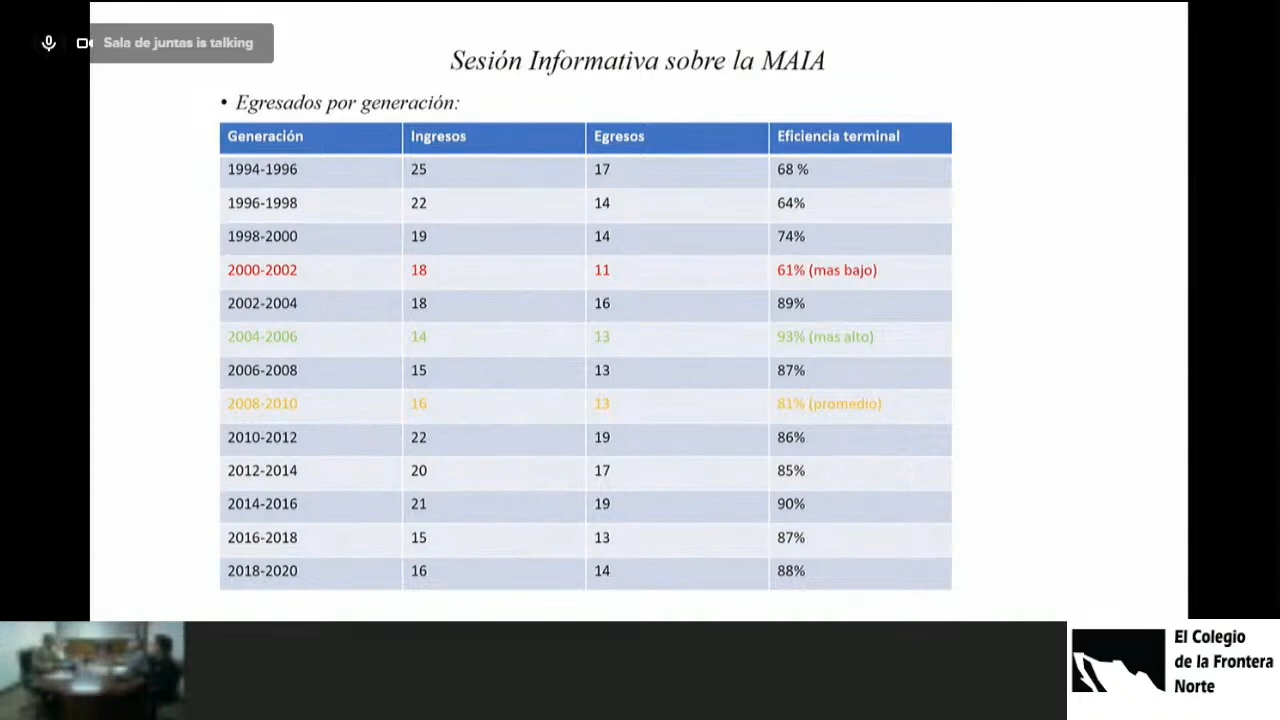 Sala de juntas is talking
Sesión Informativa sobre la MAIA
• Egresados por generación:
Generación Ingresos Egresos Eficiencia terminal
1994-1996 25 17 68 %
1996-1998 22 14 64%
1998-2000 19 14 74%
2000-2002 18 11 61% (mas bajo)
2002-2004 18 16 89%
2004-2006 14 13 93% (mas alto)
2006-2008 15 13 87%
2008-2010 16 13 81% (promedio)
2010-2012 22 19 86%
2012-2014 20 17 85%
2014-2016 21 19 90%
2016-2018 15 13 87%
2018-2020 16 14 88%
El Colegio
de la Frontera
Norte